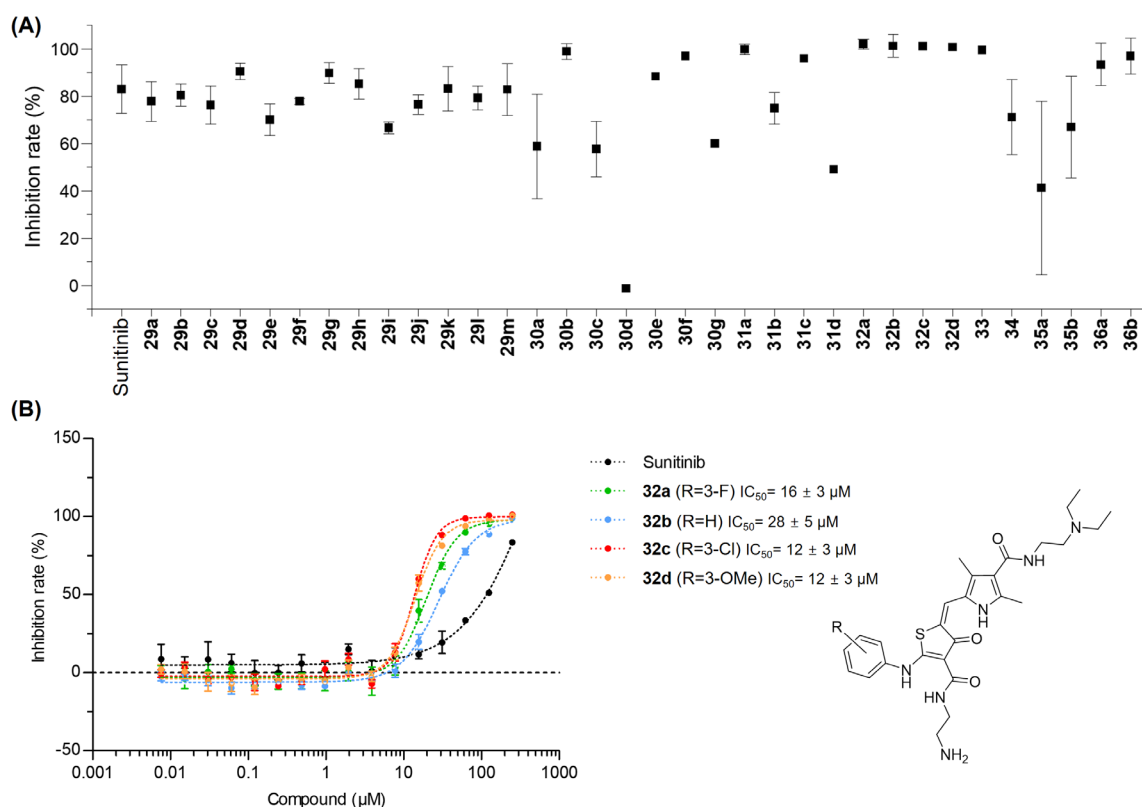 (A)
Inhibition rate (%)
100
80
60
40
20
0
Sunitinib 29a 29b 29c 29d 29e 29f 29g 29h 29i 29j 29k 29l 29m 30a 30b 30c 30d 30e 30f 30g 31a 31b 31c 31d 32a 32b 32c 32d 33 34 35a 35b 36a 36b
(B)
Inhibition rate (%)
150
100
50
0
-50
0.001 0.01 0.1 1 10 100 1000
Compound (µM)
Sunitinib
32a (R=3-F) IC50= 16 ± 3 µM
32b (R=H) IC50= 28 ± 5 µM
32c (R=3-Cl) IC50= 12 ± 3 µM
32d (R=3-OMe) IC50= 12 ± 3 µM
N
O
N
H
NH
R
S
O
N
H
NH
O
NH2